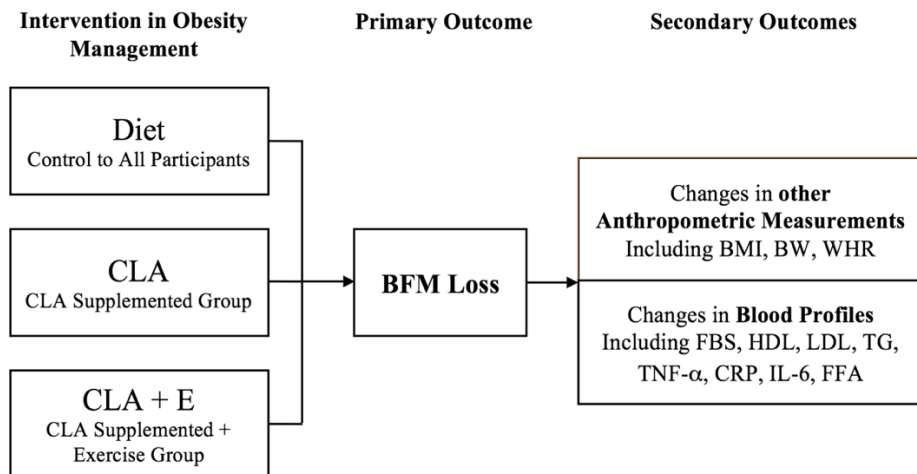 Intervention in Obesity
Management
Primary Outcome
Secondary Outcomes
Diet
Control to All Participants
CLA
CLA Supplemented Group
CLA + E
CLA Supplemented +
Exercise Group
BFM Loss
Changes in other
Anthropometric Measurements
Including BMI, BW, WHR
Changes in Blood Profiles
Including FBS, HDL, LDL, TG,
TNF-α, CRP, IL-6, FFA